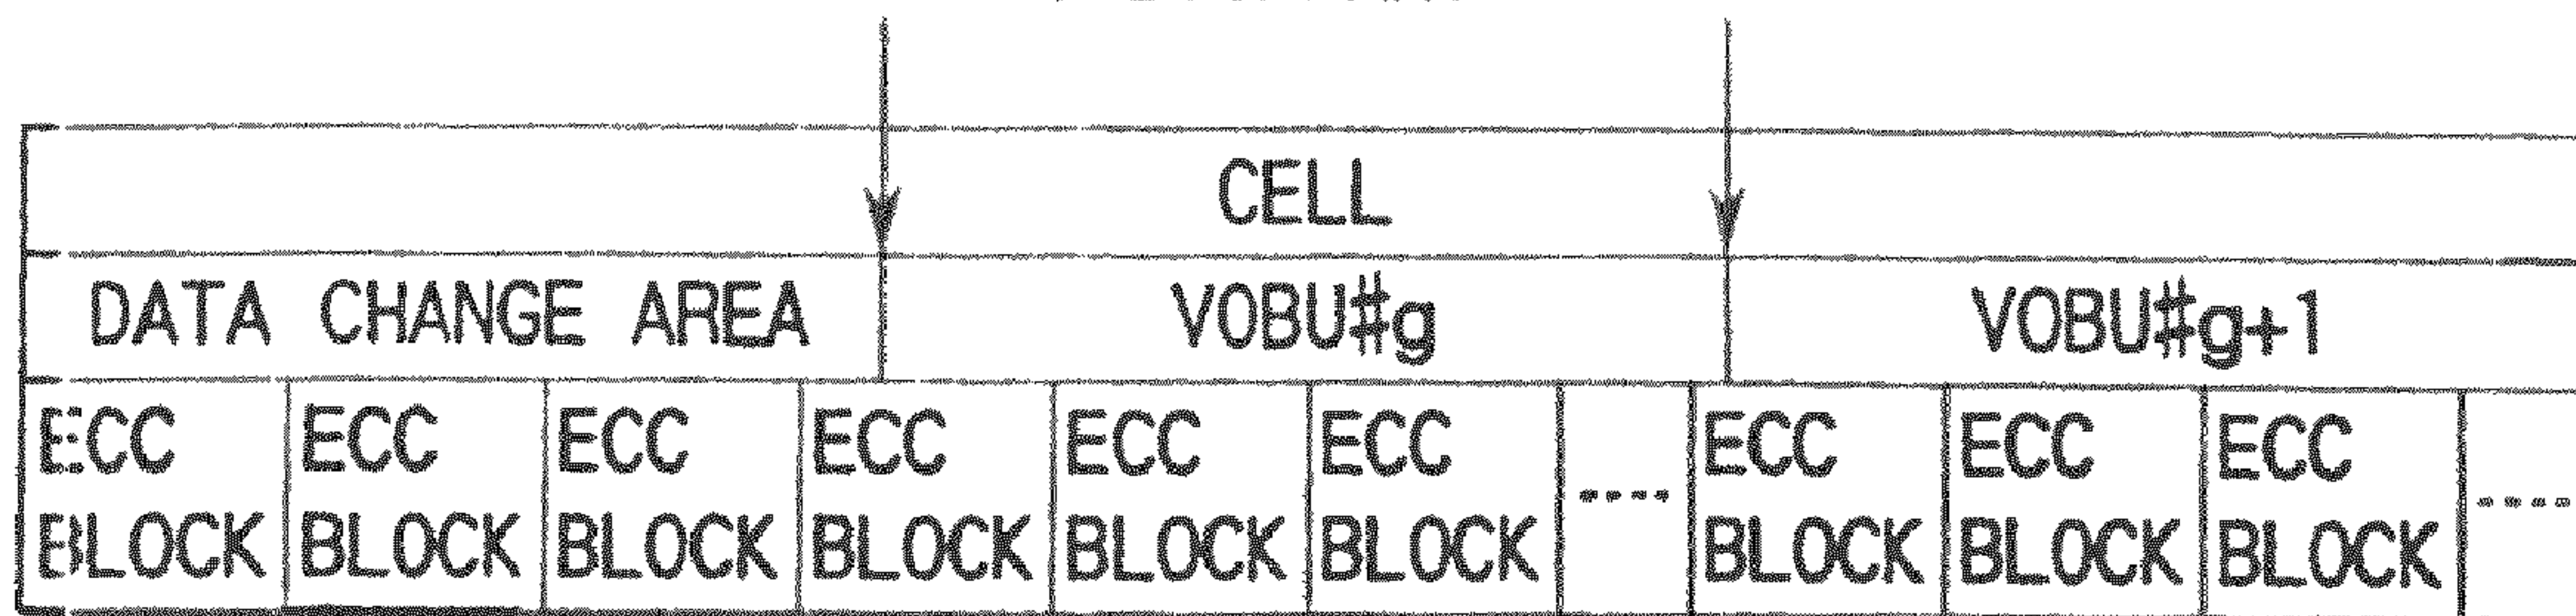 CELL
DATA CHANGE AREA VOBU#g VOBU#g+1
ECC ECC ECC ECC ECC ECC ECC ECC ECC
BLOCK BLOCK BLOCK BLOCK BLOCK BLOCK ---- BLOCK BLOCK BLOCK ----